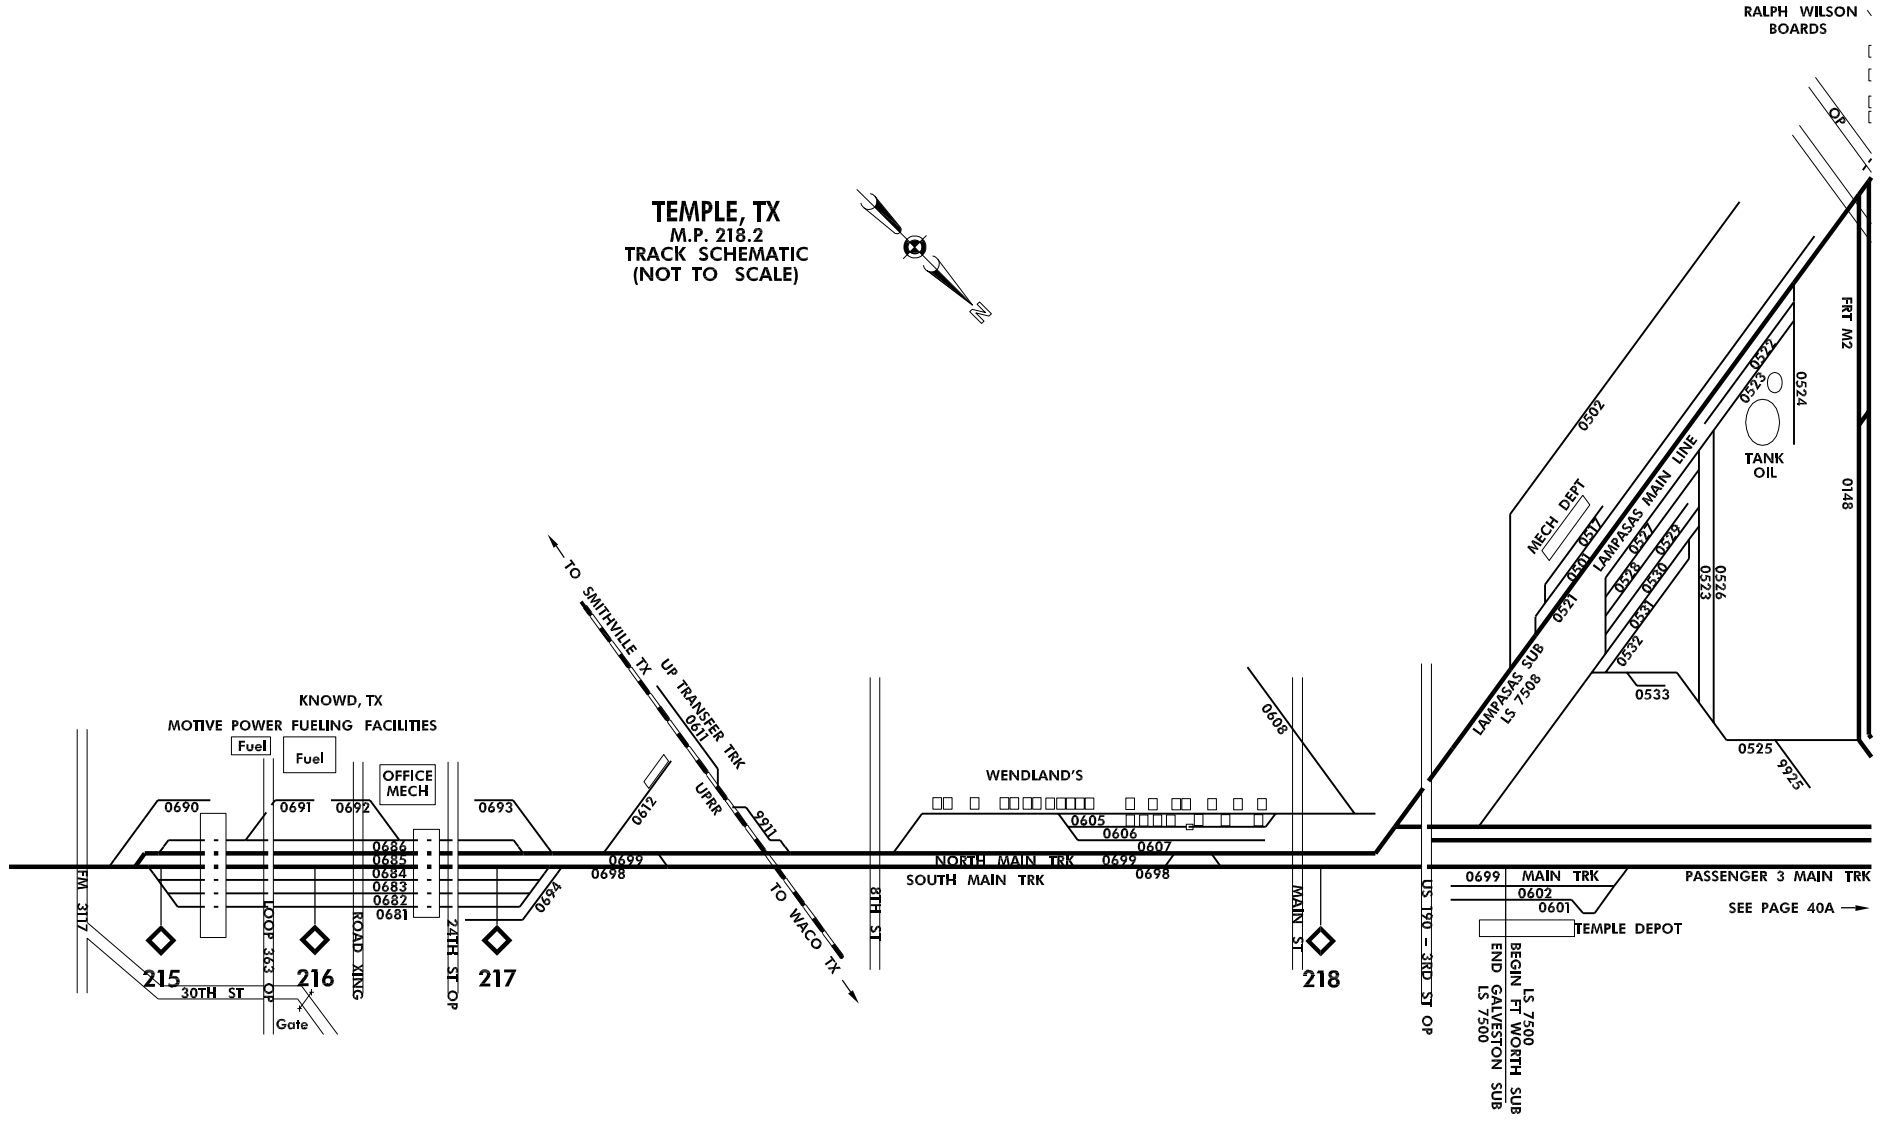 RALPH WILSON
BOARDS
OP
TEMPLE, TX
M.P. 218.2
TRACK SCHEMATIC
(NOT TO SCALE)
N
FRT M2
0148
0522
0523
0524
TANK
OIL
0502
MECH DEPT
0517
0501
0521
LAMPASAS MAIN LINE
0527
0529
0528
0530
0531
0532
0523
0526
0533
0525
9925
LAMPASAS SUB
LS 7508
TO SMITHVILLE TX
UP TRANSFER TRK
0611
UPRR
9911
TO WACO TX
KNOWD, TX
MOTIVE POWER FUELING FACILITIES
Fuel
Fuel
OFFICE
MECH
0690
0691
0692
0693
0686
0685
0684
0683
0682
0681
0694
0612
0699
0698
FM 3117
LOOP 363 OP
ROAD XING
24TH ST OP
215
216
217
30TH ST
Gate
WENDLAND'S
0608
0605
0606
0607
NORTH MAIN TRK
0699
SOUTH MAIN TRK
0698
8TH ST
MAIN ST
218
US 190 - 3RD ST OP
0699 MAIN TRK
0602
0601
PASSENGER 3 MAIN TRK
SEE PAGE 40A
TEMPLE DEPOT
LS 7500
BEGIN FT WORTH SUB
END GALVESTON SUB
LS 7500